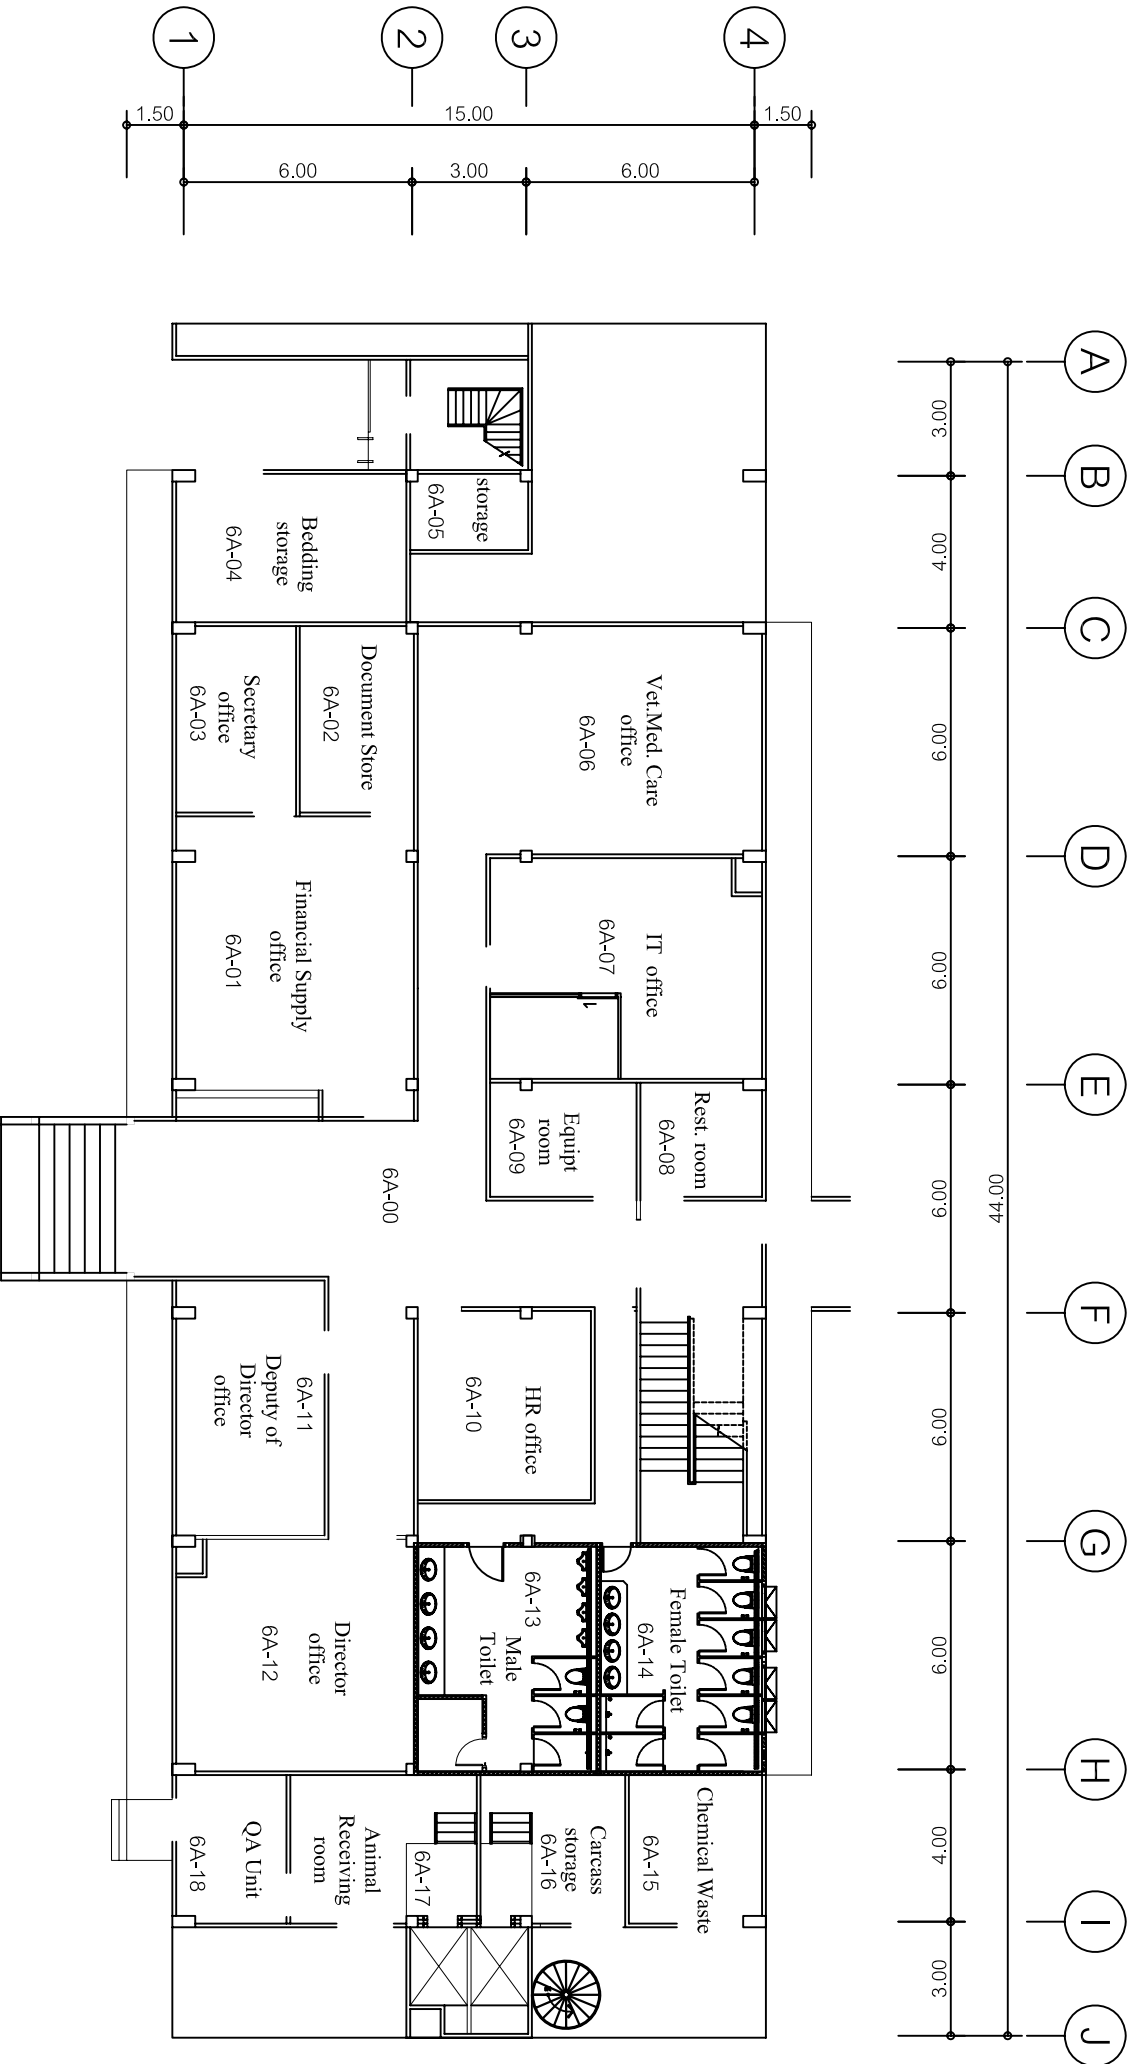 A
B
C
D
E
F
G
H
I
J
44.00
3.00
4.00
6.00
6.00
6.00
6.00
6.00
4.00
3.00
4
3
2
1
1.50
15.00
1.50
6.00
3.00
6.00
storage
6A-05
Bedding
storage
6A-04
Vet.Med. Care
office
6A-06
Document Store
6A-02
Secretary
office
6A-03
IT office
6A-07
Financial Supply
office
6A-01
Rest. room
6A-08
Equipt
room
6A-09
6A-00
HR office
6A-10
6A-11
Deputy of
Director
office
Female Toilet
6A-14
6A-13
Male
Toilet
Director
office
6A-12
Chemical Waste
6A-15
Carcass
storage
6A-16
6A-17
Animal
Receiving
room
QA Unit
6A-18